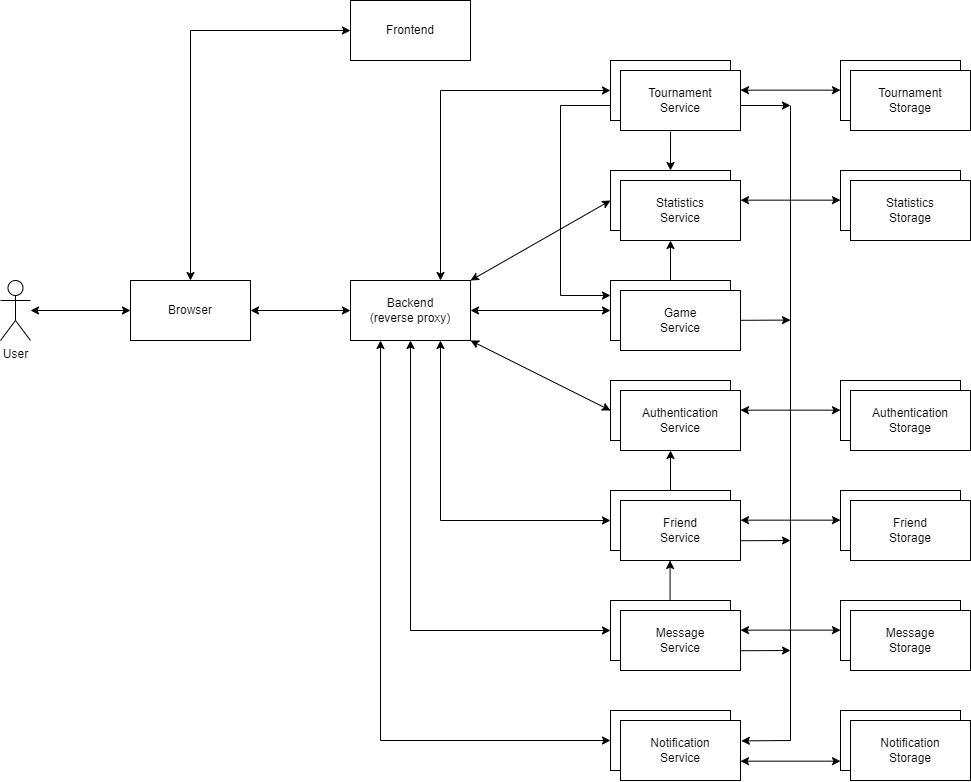 Frontend
Tournament
Service
Tournament
Storage
Statistics
Service
Statistics
Storage
User
Browser
Backend
(reverse proxy)
Game
Service
Authentication
Service
Authentication
Storage
Friend
Service
Friend
Storage
Message
Service
Message
Storage
Notification
Service
Notification
Storage